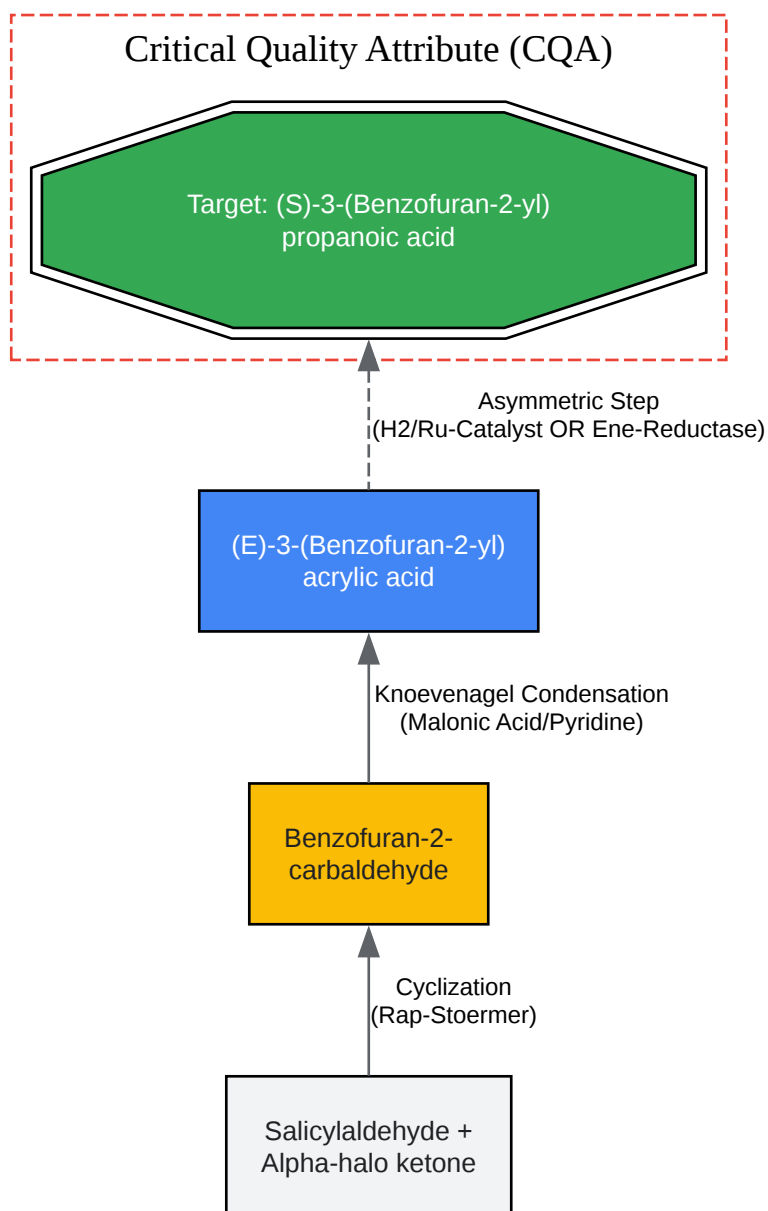 Critical Quality Attribute (CQA)
Target: (S)-3-(Benzofuran-2-yl)
propanoic acid
Asymmetric Step
(H2/Ru-Catalyst OR Ene-Reductase)
(E)-3-(Benzofuran-2-yl)
acrylic acid
Knoevenagel Condensation
(Malonic Acid/Pyridine)
Benzofuran-2-
carbaldehyde
Cyclization
(Rap-Stoermer)
Salicylaldehyde +
Alpha-halo ketone